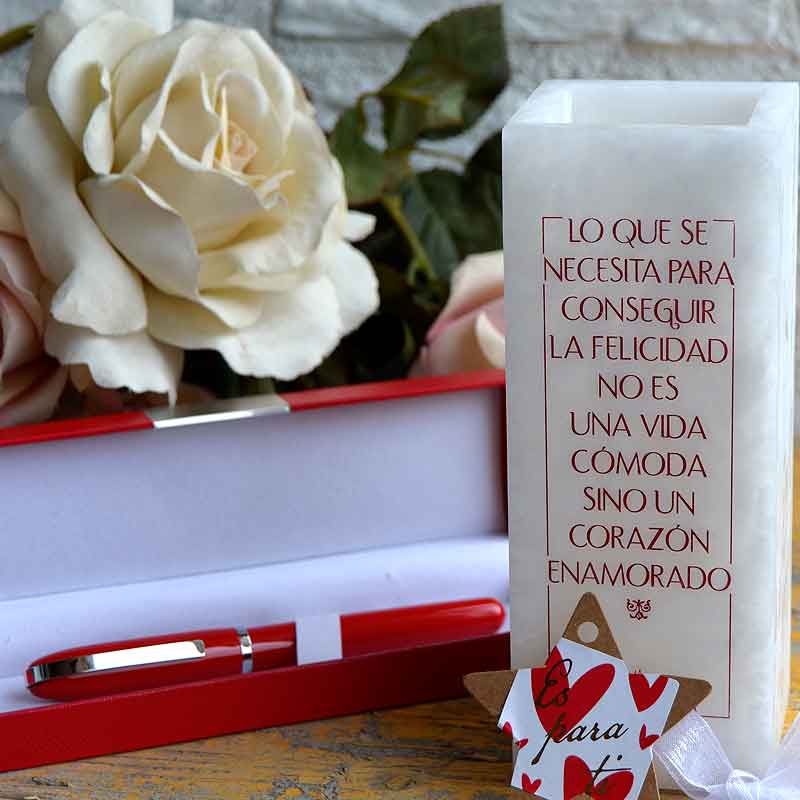 LO QUE SE
NECESITA PARA
CONSEGUIR
LA FELICIDAD
NO ES
UNA VIDA
CÓMODA
SINO UN
CORAZÓN
ENAMORADO
Es
para
ti